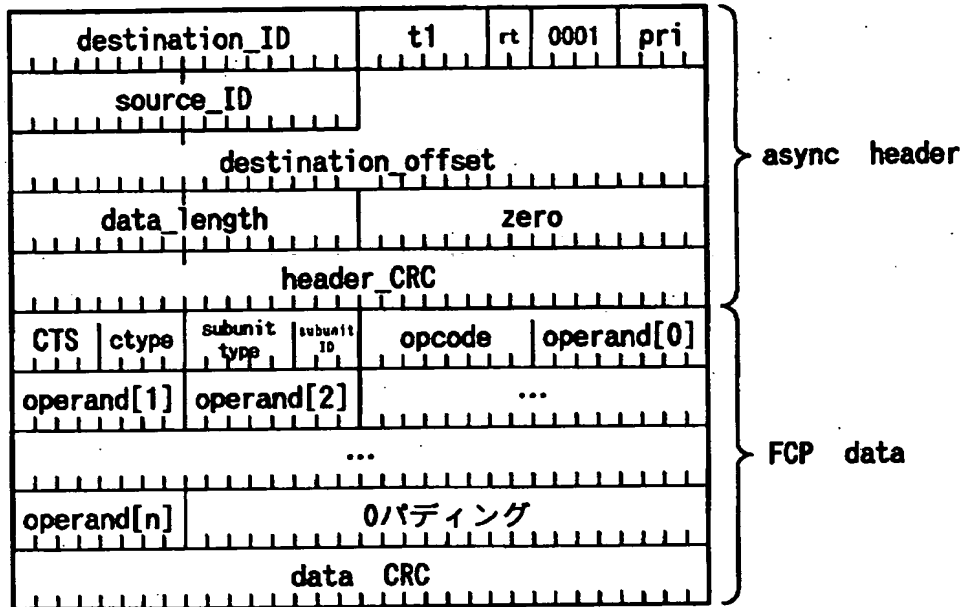 destination_ID t1 rt 0001 pri
source_ID
destination_offset
async header
data_length zero
header_CRC
CTS ctype subunit type subunit ID opcode operand[0]
operand[1] operand[2] ...
...
FCP data
operand[n] 0パディング
data CRC